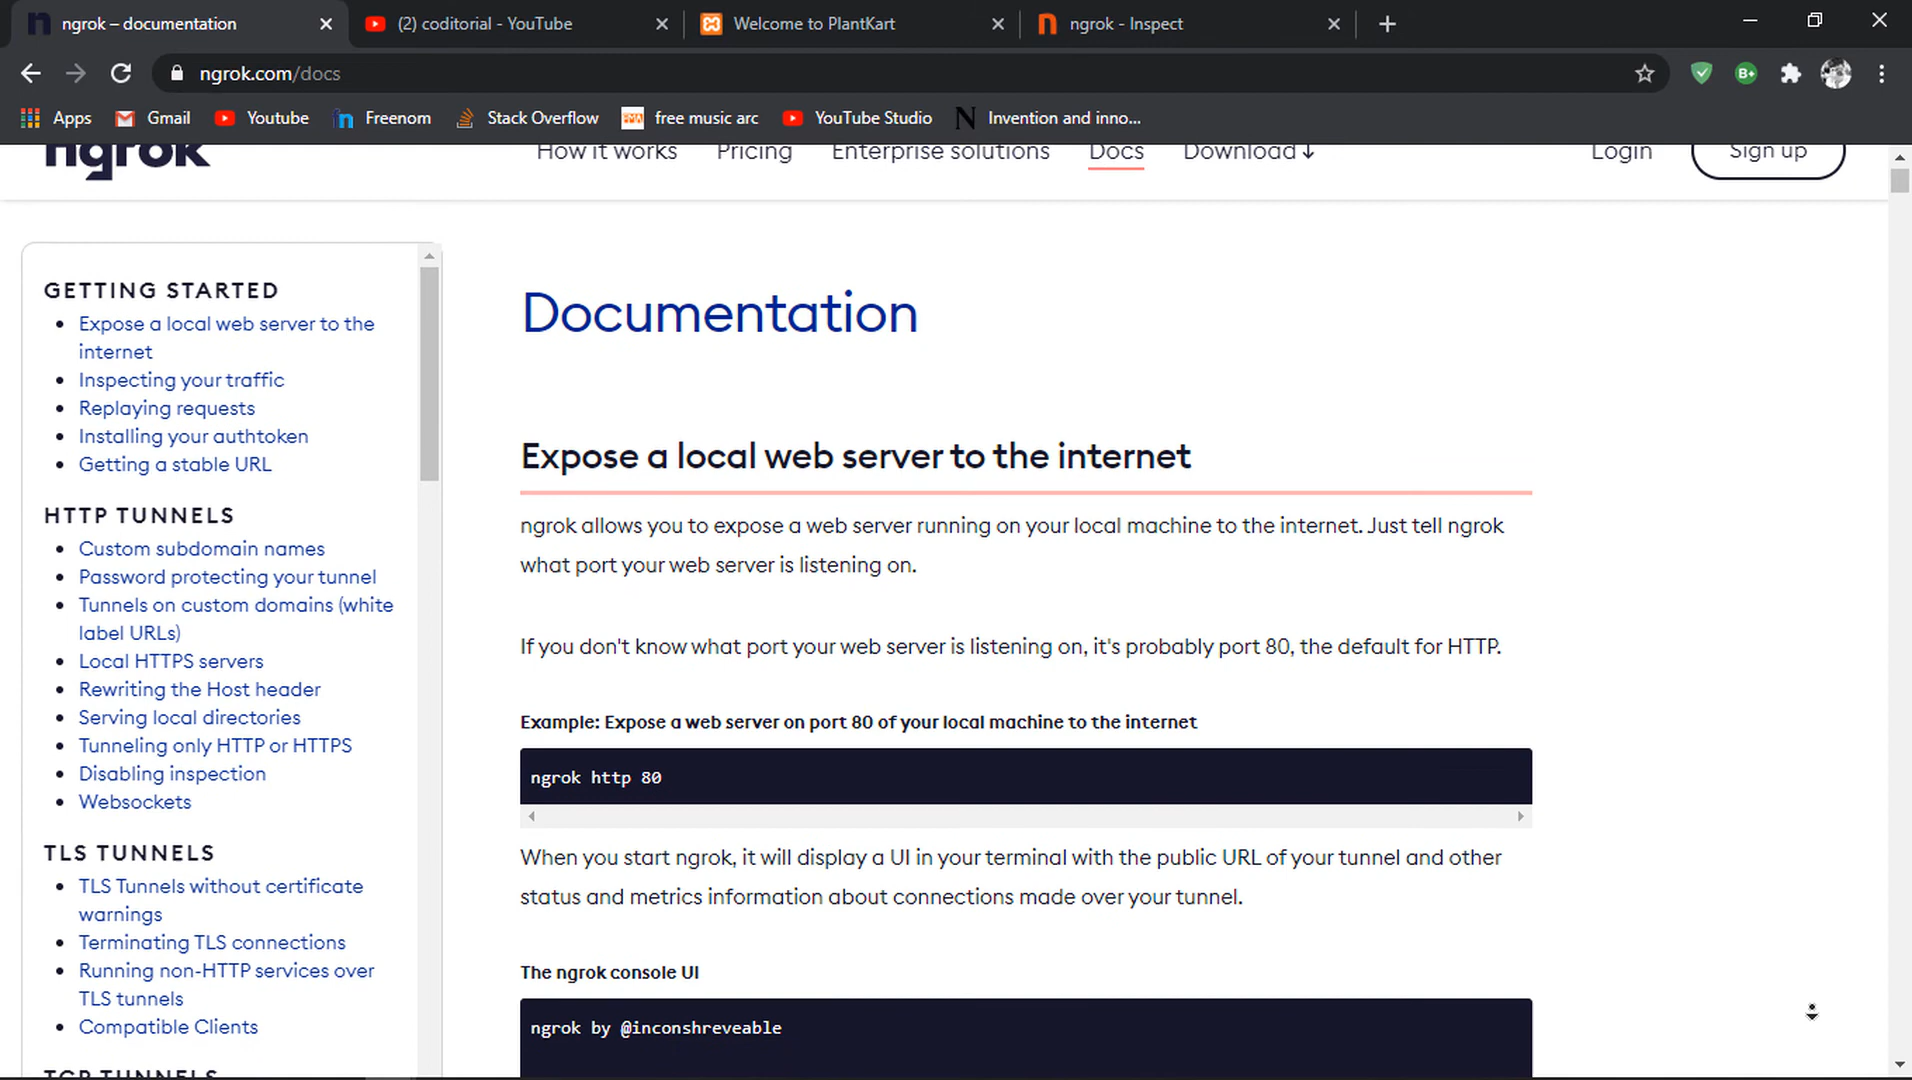 ngrok – documentation
(2) coditorial - YouTube
Welcome to PlantKart
ngrok - Inspect
ngrok.com/docs
B+
Apps
Gmail
Youtube
Freenom
Stack Overflow
free music arc
YouTube Studio
Invention and inno...
ngrok
How it works
Pricing
Enterprise solutions
Docs
Download
Login
Sign up
GETTING STARTED
Expose a local web server to the
internet
Inspecting your traffic
Replaying requests
Installing your authtoken
Getting a stable URL
HTTP TUNNELS
Custom subdomain names
Password protecting your tunnel
Tunnels on custom domains (white
label URLs)
Local HTTPS servers
Rewriting the Host header
Serving local directories
Tunneling only HTTP or HTTPS
Disabling inspection
Websockets
TLS TUNNELS
TLS Tunnels without certificate
warnings
Terminating TLS connections
Running non-HTTP services over
TLS tunnels
Compatible Clients
TCP TUNNELS
Documentation
Expose a local web server to the internet
ngrok allows you to expose a web server running on your local machine to the internet. Just tell ngrok
what port your web server is listening on.
If you don't know what port your web server is listening on, it's probably port 80, the default for HTTP.
Example: Expose a web server on port 80 of your local machine to the internet
ngrok http 80
When you start ngrok, it will display a UI in your terminal with the public URL of your tunnel and other
status and metrics information about connections made over your tunnel.
The ngrok console UI
ngrok by @inconshreveable